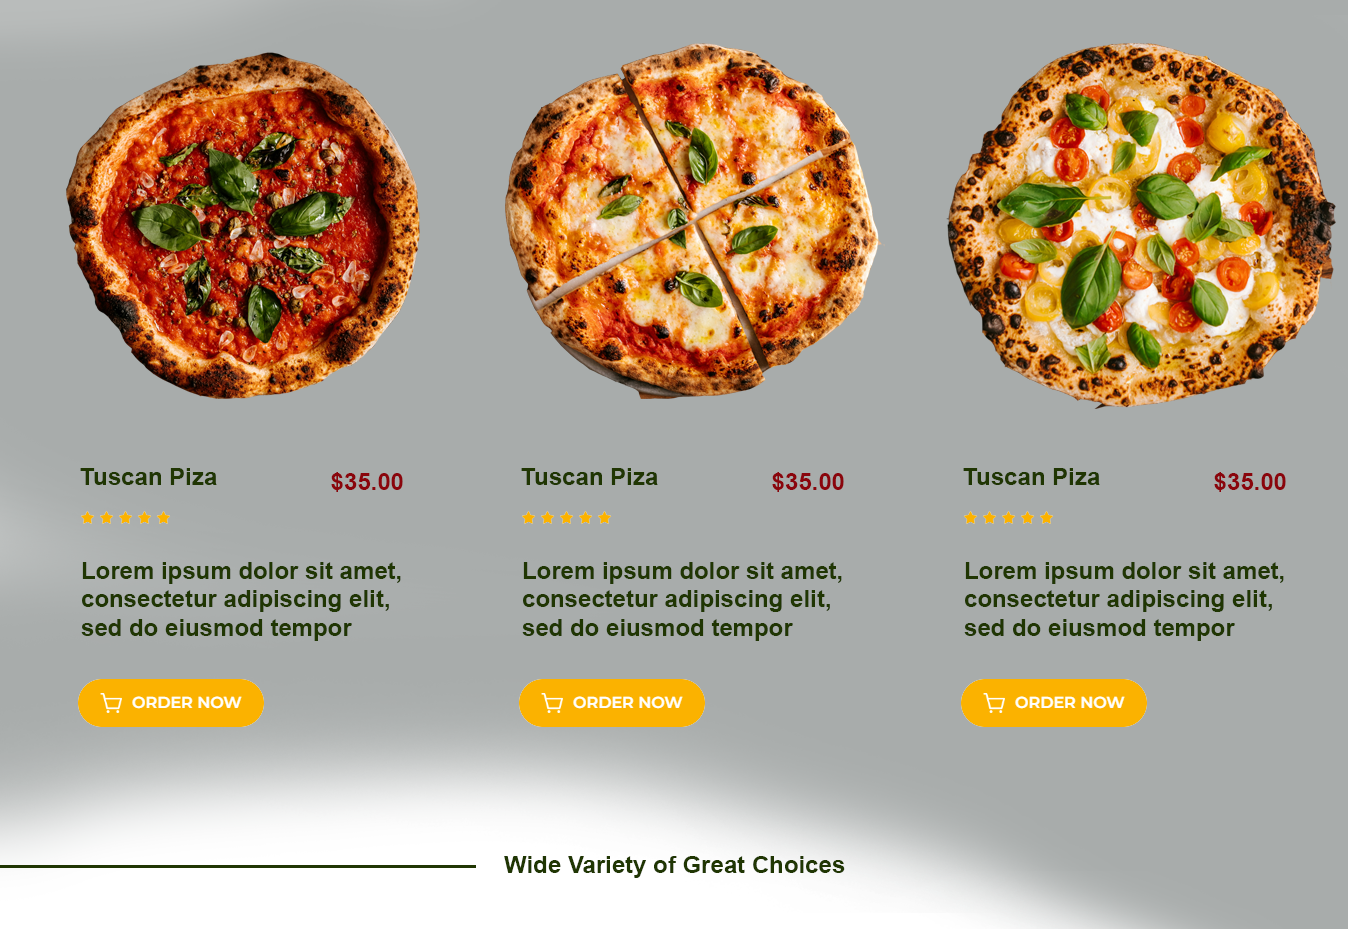 Tuscan Piza
$35.00
Lorem ipsum dolor sit amet,
consectetur adipiscing elit,
sed do eiusmod tempor
ORDER NOW
Tuscan Piza
$35.00
Lorem ipsum dolor sit amet,
consectetur adipiscing elit,
sed do eiusmod tempor
ORDER NOW
Tuscan Piza
$35.00
Lorem ipsum dolor sit amet,
consectetur adipiscing elit,
sed do eiusmod tempor
ORDER NOW
Wide Variety of Great Choices